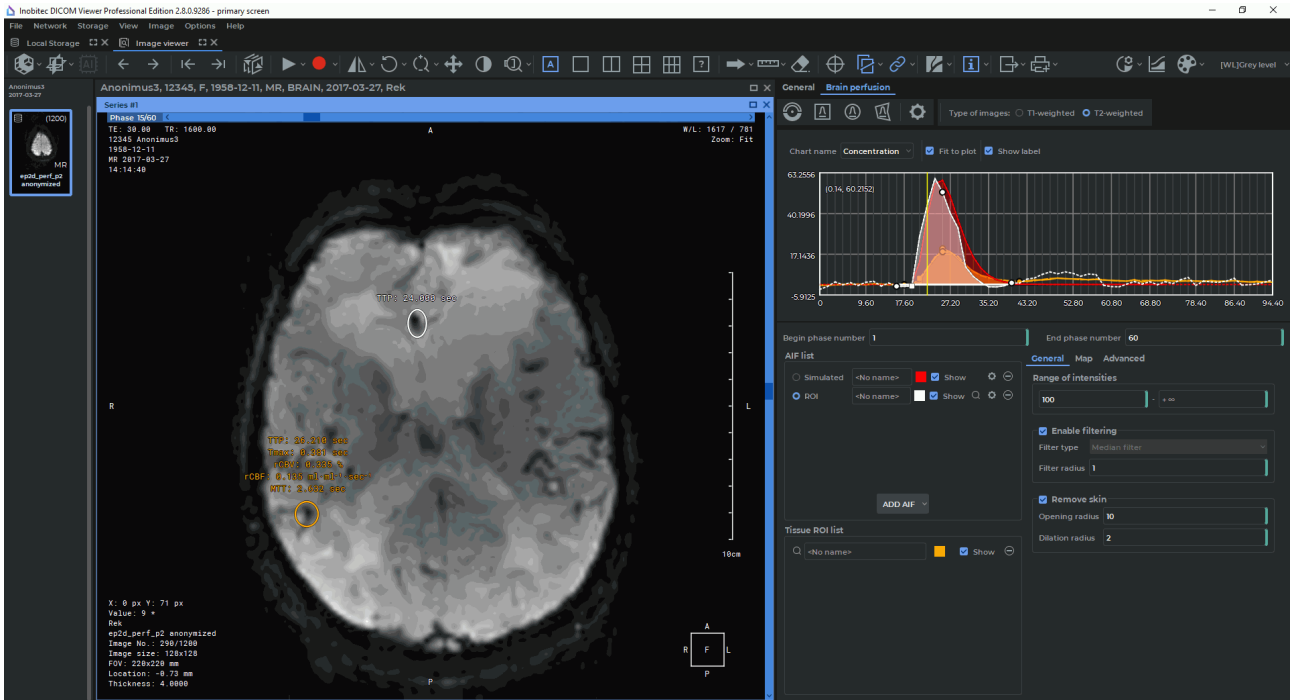 Inobitec DICOM Viewer Professional Edition 2.8.0.9286 - primary screen
File Network Storage View Image Options Help
Local Storage Image viewer
A ? i [WL]Grey level
Anonimus3
2017-03-27
(1200)
MR
ep2d_perf_p2
anonymized
Anonimus3, 12345, F, 1958-12-11, MR, BRAIN, 2017-03-27, Rek
Series #1
Phase 15/60
TE: 30.00 TR: 1600.00
12345 Anonimus3
1958-12-11
MR 2017-03-27
14:14:40
A
W/L: 1617 / 781
Zoom: Fit
TTP: 24.000 sec
R
L
TTP: 26.210 sec
rCBF:
MTT: 2.632 sec
10cm
X: 0 px Y: 71 px
Value: 9 *
Rek
ep2d_perf_p2 anonymized
Image No.: 290/1200
Image size: 128x128
FOV: 220x220 mm
Location: -0.73 mm
Thickness: 4.0000
P
A
R F L
P
General Brain perfusion
Type of images: T1-weighted T2-weighted
Chart name Concentration Fit to plot Show label
63.2556
(0.14, 60.2152)
40.1996
17.1436
-5.9125
0 9.60 17.60 27.20 35.20 43.20 52.80 60.80 68.80 78.40 86.40 94.40
Begin phase number 1 End phase number 60
AIF list
Simulated <No name> Show
ROI <No name> Show
ADD AIF
Tissue ROI list
<No name> Show
General Map Advanced
Range of intensities
100 - +∞
Enable filtering
Filter type Median filter
Filter radius 1
Remove skin
Opening radius 10
Dilation radius 2